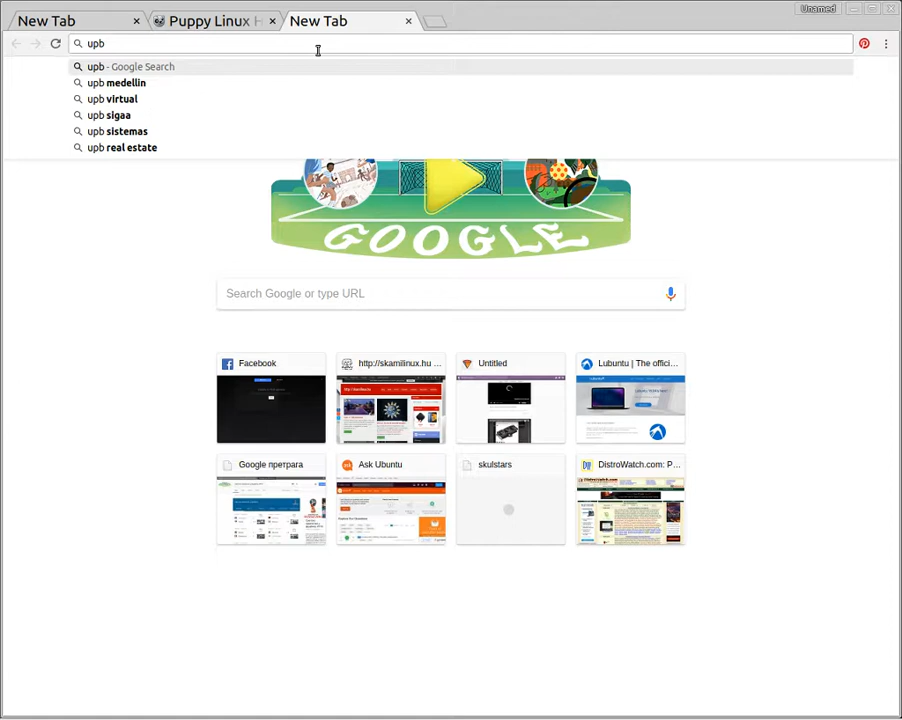 New Tab
Puppy Linux H
New Tab
Unamed
upb
upb - Google Search
upb medellin
upb virtual
upb sigaa
upb sistemas
upb real estate
GOOGLE
Search Google or type URL
Facebook
http://skamilinux.hu ...
Untitled
Lubuntu | The offici...
Google претрага
Ask Ubuntu
skulstars
DistroWatch.com: P...